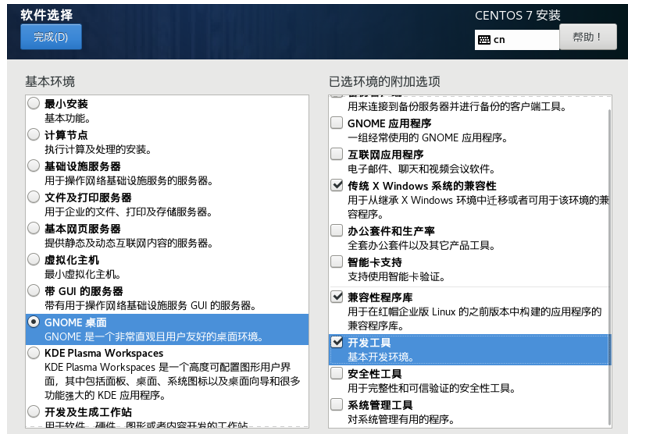 软件选择
CENTOS 7 安装
完成(D)
cn
帮助！
基本环境
已选环境的附加选项
最小安装
基本功能。
计算节点
执行计算及处理的安装。
基础设施服务器
用于操作网络基础设施服务的服务器。
文件及打印服务器
用于企业的文件、打印及存储服务器。
基本网页服务器
提供静态及动态互联网内容的服务器。
虚拟化主机
最小虚拟化主机。
带 GUI 的服务器
带有用于操作网络基础设施服务 GUI 的服务器。
GNOME 桌面
GNOME 是一个非常直观且用户友好的桌面环境。
KDE Plasma Workspaces
KDE Plasma Workspaces 是一个高度可配置图形用户界
面，其中包括面板、桌面、系统图标以及桌面向导和很多
功能强大的 KDE 应用程序。
开发及生成工作站
用于软件、硬件、图形或者内容开发的工作站。
备份客户端
用来连接到备份服务器并进行备份的客户端工具。
GNOME 应用程序
一组经常使用的 GNOME 应用程序。
互联网应用程序
电子邮件、聊天和视频会议软件。
传统 X Windows 系统的兼容性
用于从继承 X Windows 环境中迁移或者可用于该环境的兼
容程序。
办公套件和生产率
全套办公套件以及其它产品工具。
智能卡支持
支持使用智能卡验证。
兼容性程序库
用于在红帽企业版 Linux 的之前版本中构建的应用程序的
兼容程序库。
开发工具
基本开发环境。
安全性工具
用于完整性和可信验证的安全性工具。
系统管理工具
对系统管理有用的程序。